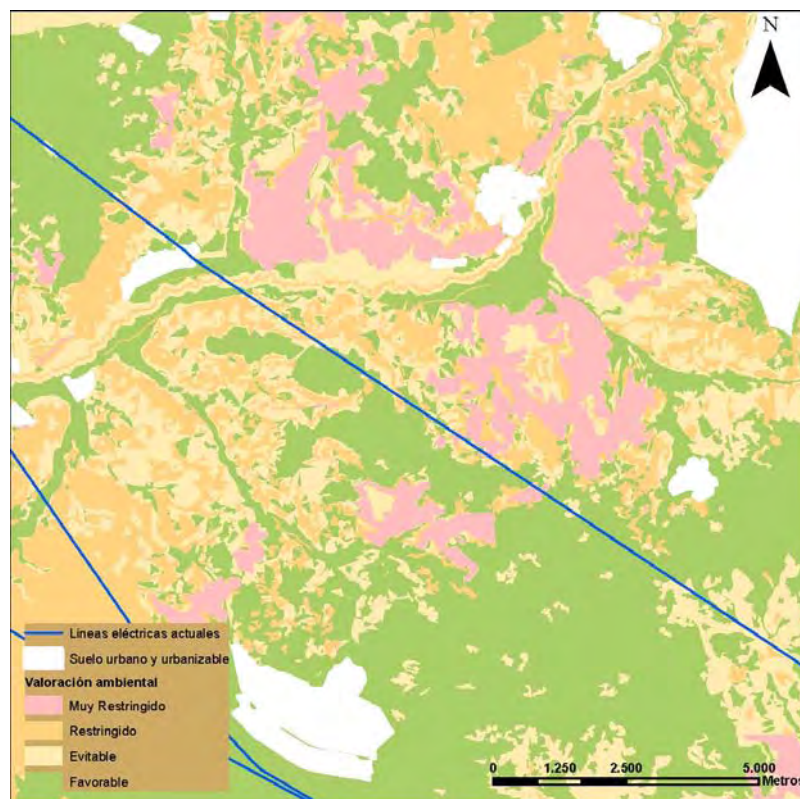 N
Líneas eléctricas actuales
Suelo urbano y urbanizable
Valoración ambiental
Muy Restringido
Restringido
Evitable
Favorable
0 1.250 2.500 5.000
Metros